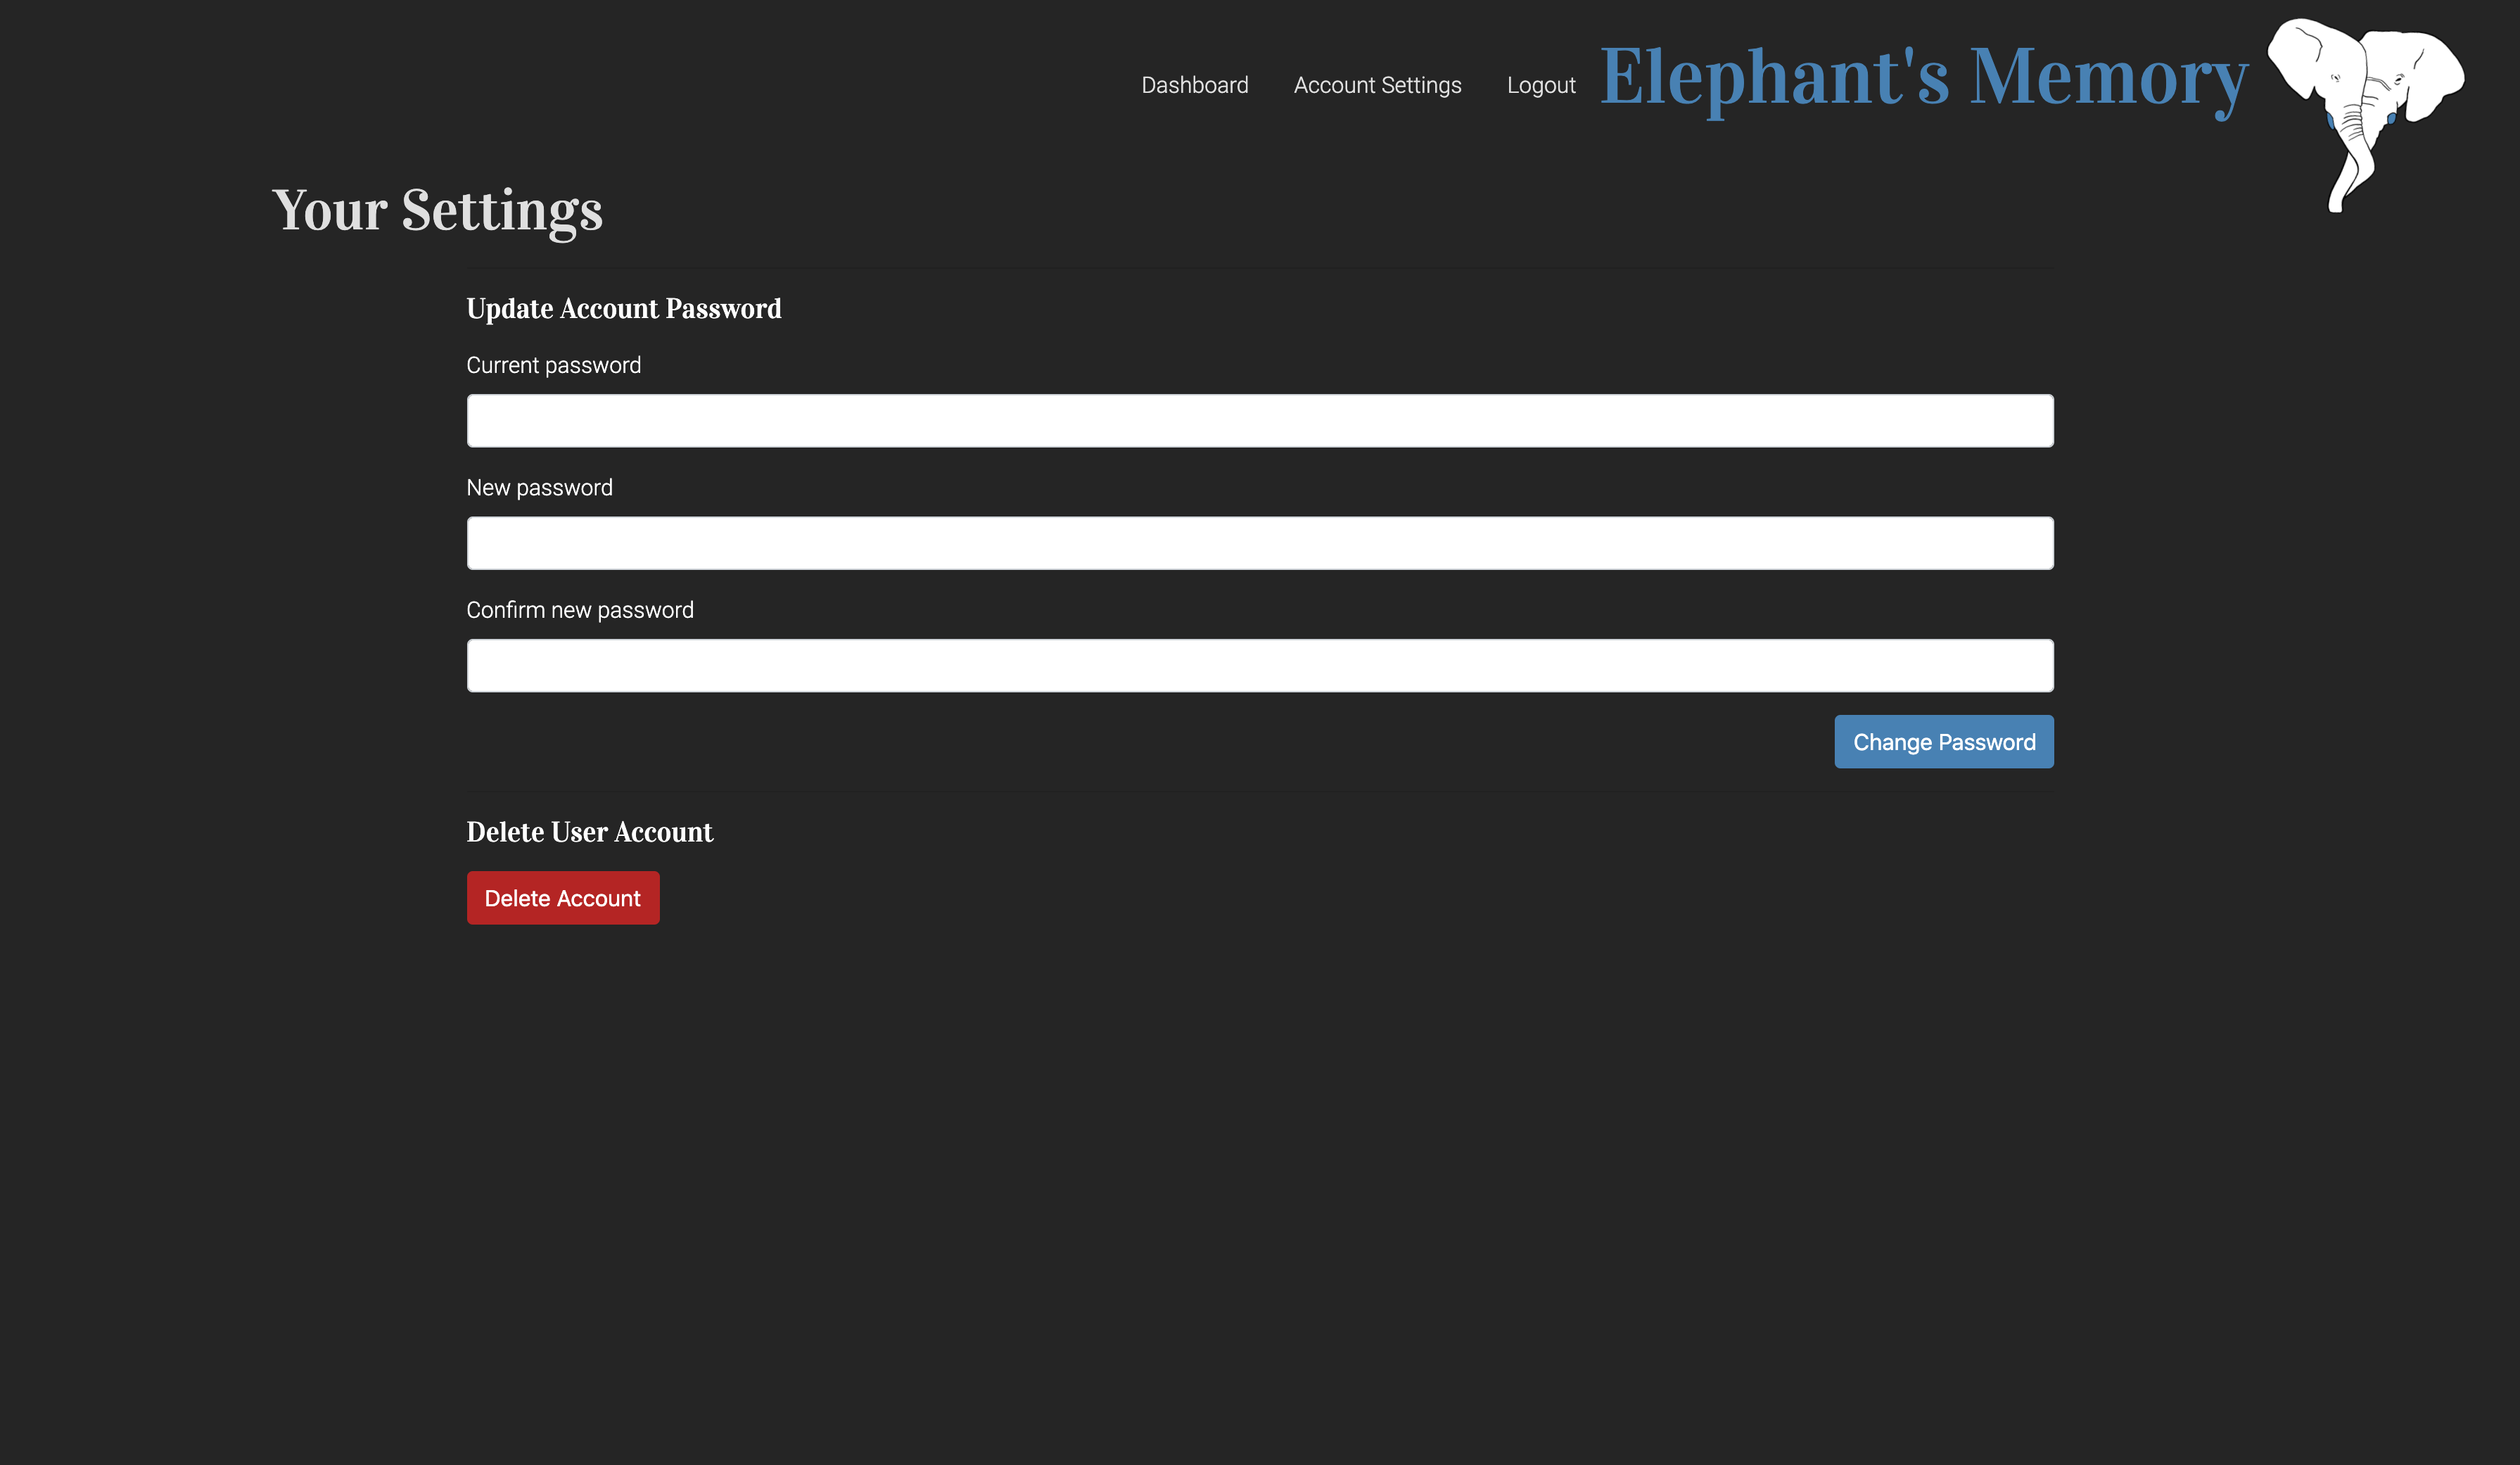 Dashboard Account Settings Logout Elephant's Memory
Your Settings
Update Account Password
Current password
New password
Confirm new password
Change Password
Delete User Account
Delete Account